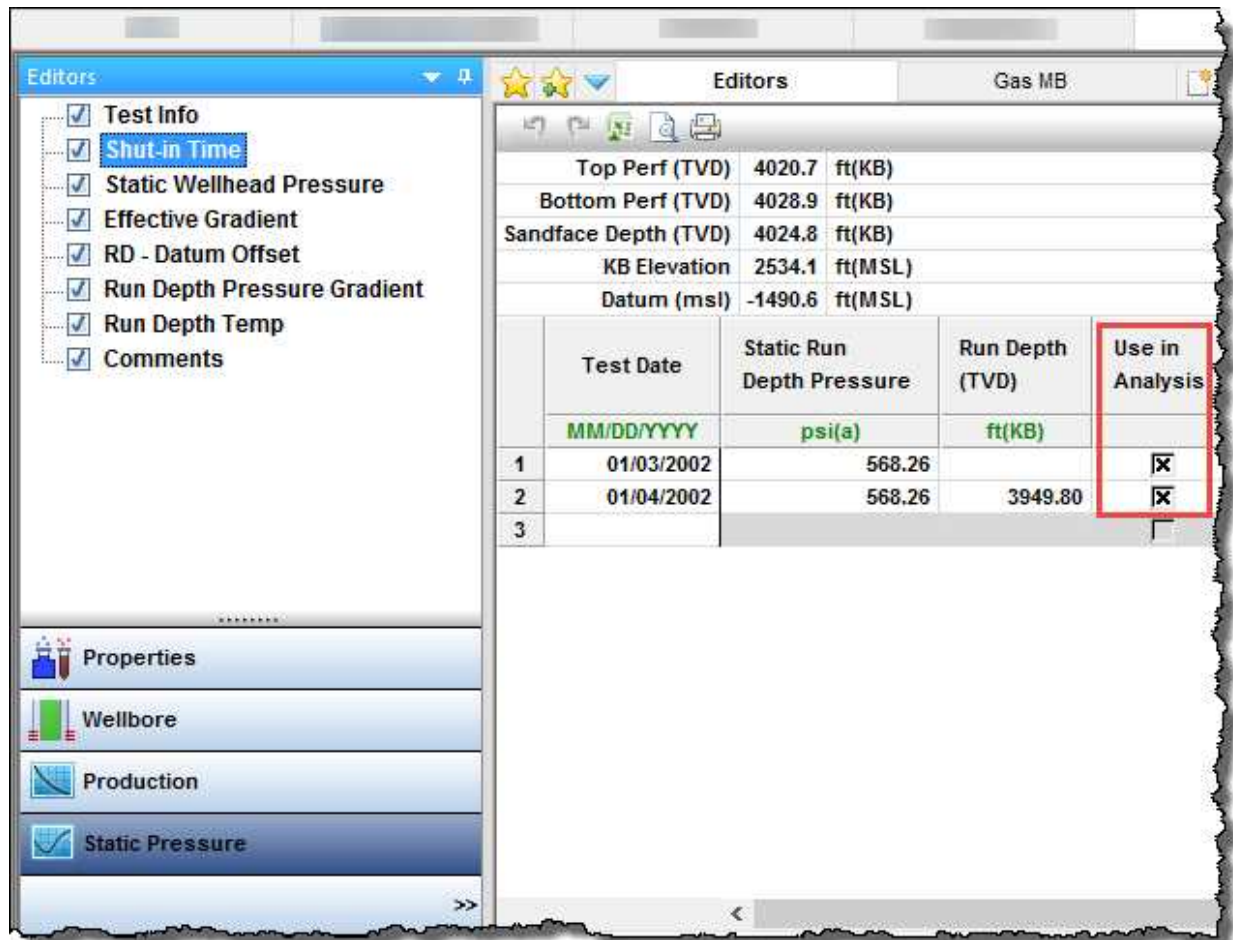 Editors
Test Info
Shut-in Time
Static Wellhead Pressure
Effective Gradient
RD - Datum Offset
Run Depth Pressure Gradient
Run Depth Temp
Comments
Properties
Wellbore
Production
Static Pressure
>>
Editors Gas MB
Top Perf (TVD) 4020.7 ft(KB)
Bottom Perf (TVD) 4028.9 ft(KB)
Sandface Depth (TVD) 4024.8 ft(KB)
KB Elevation 2534.1 ft(MSL)
Datum (msl) -1490.6 ft(MSL)
Test Date
Static Run
Depth Pressure
Run Depth
(TVD)
Use in
Analysis
MM/DD/YYYY psi(a) ft(KB)
1 01/03/2002 568.26
2 01/04/2002 568.26 3949.80
3